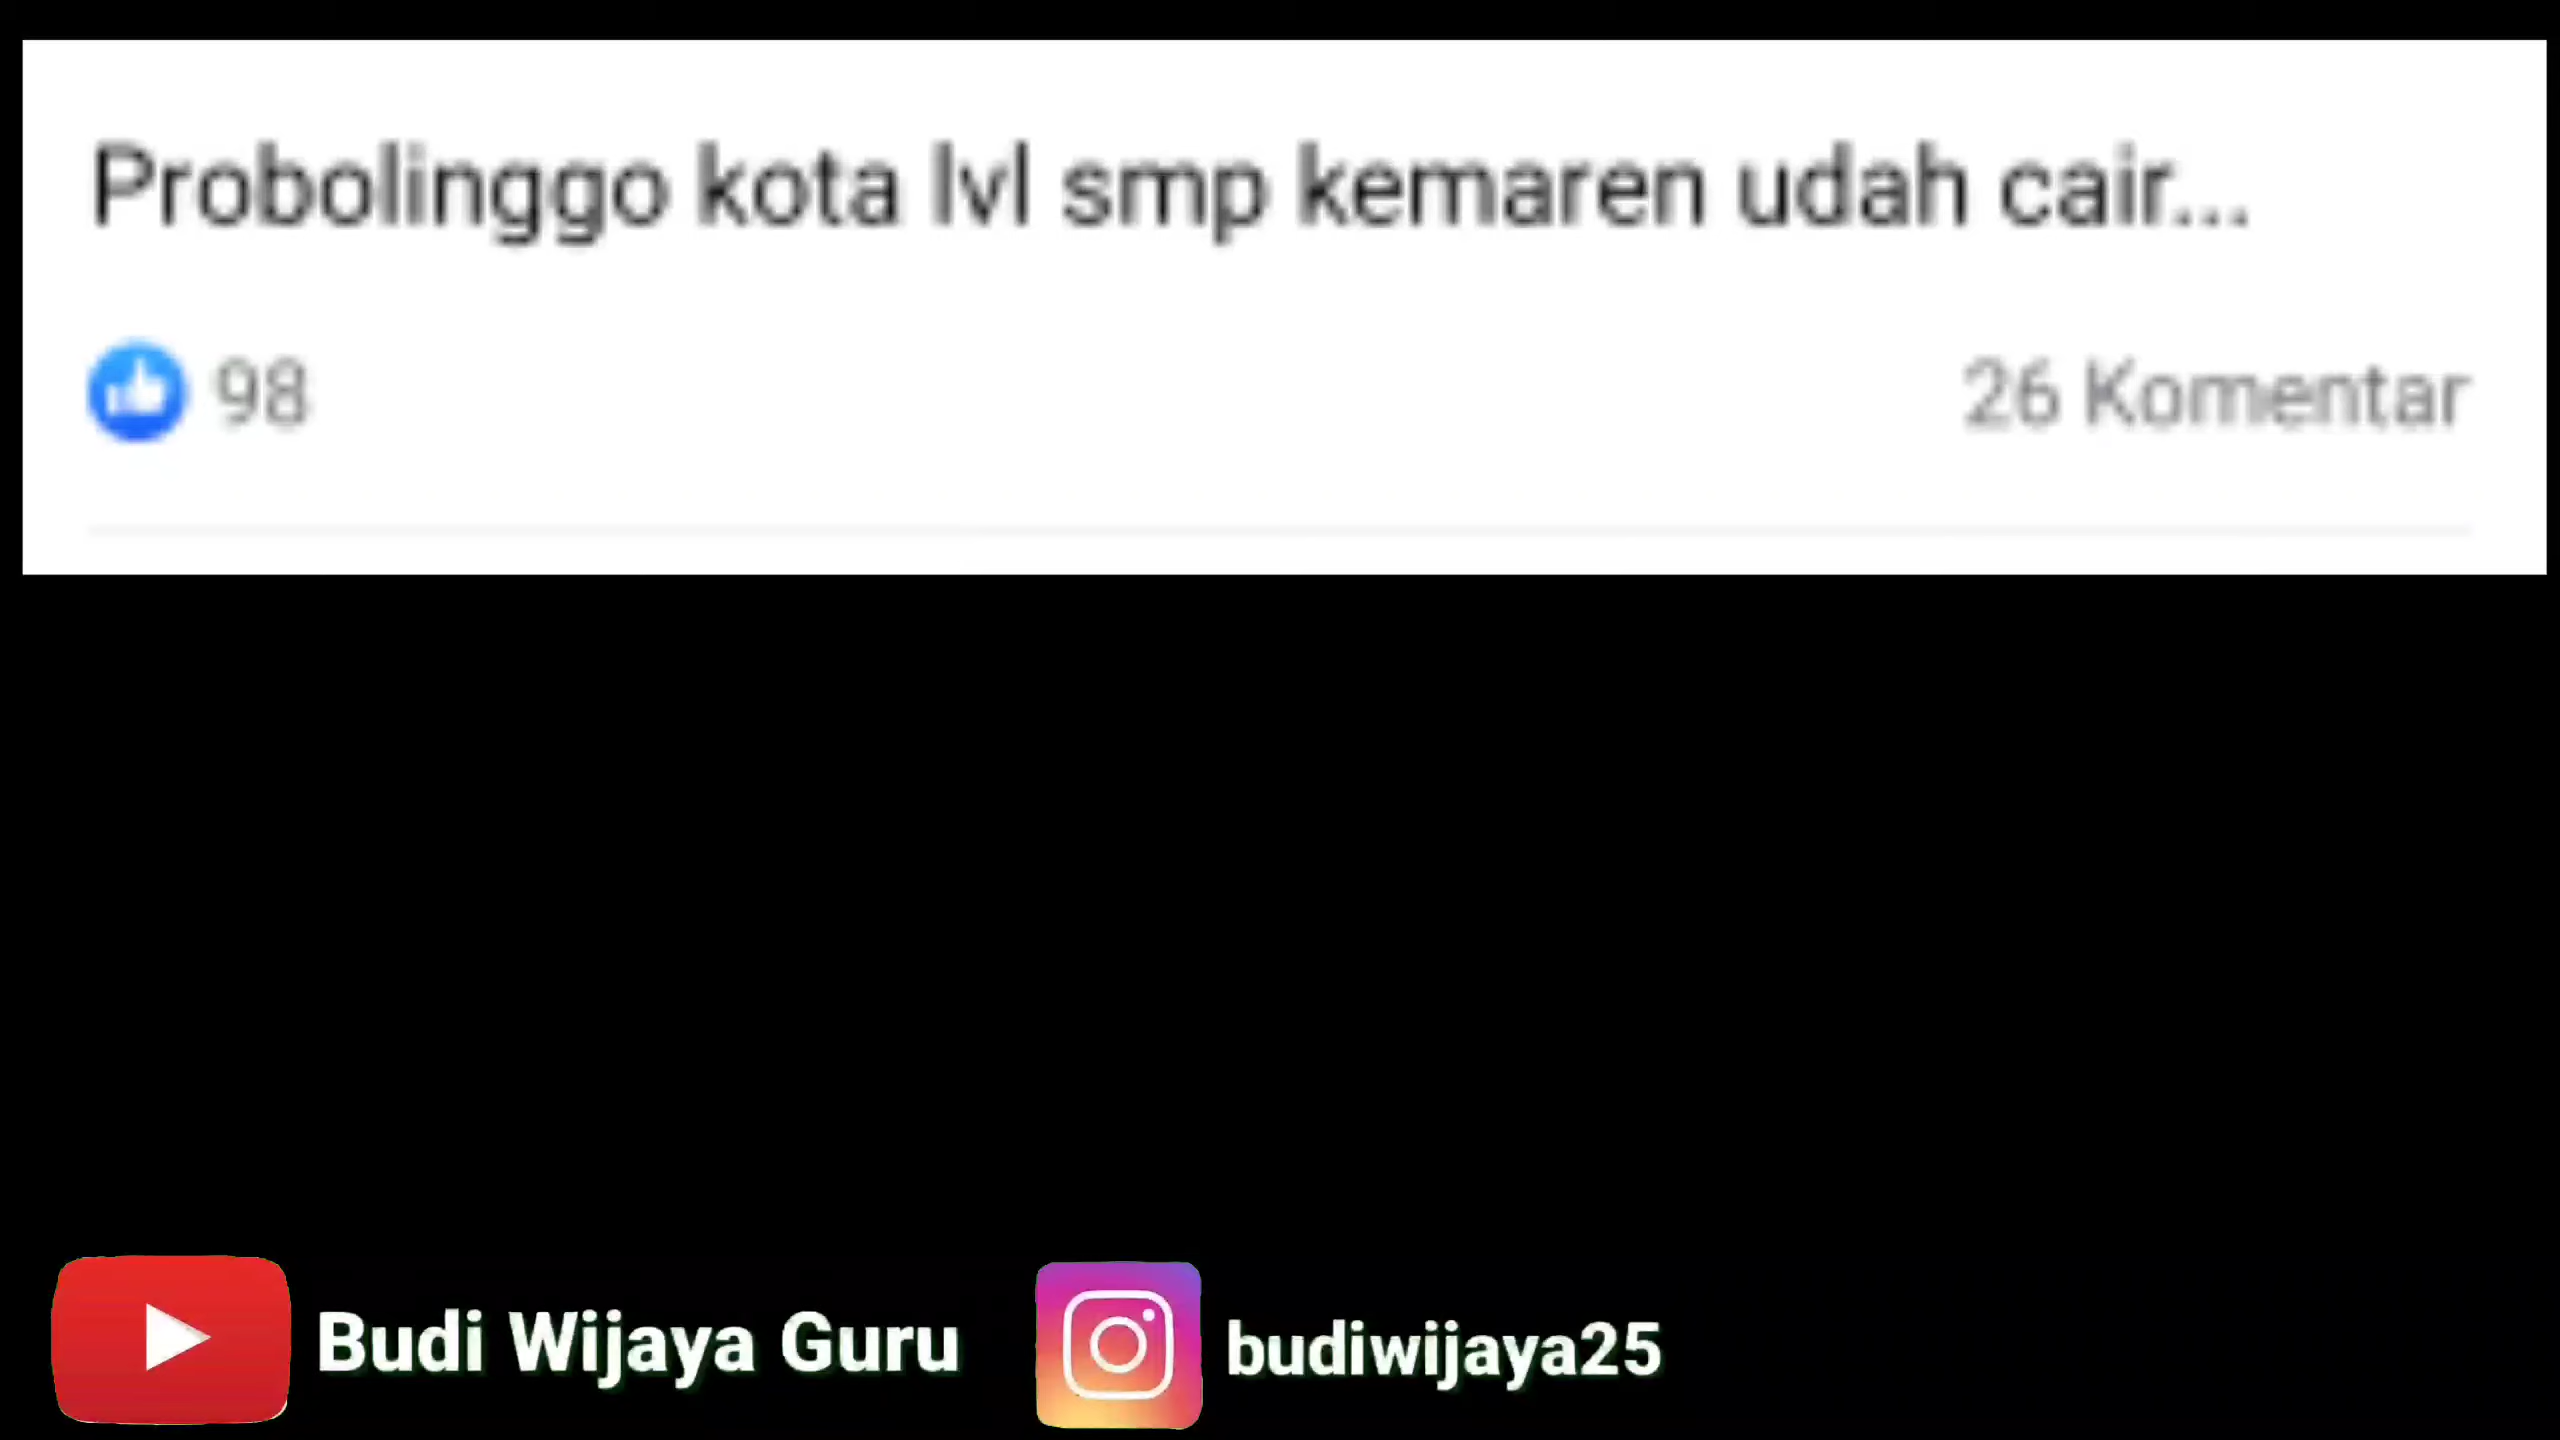 Probolinggo kota lvl smp kemaren udah cair...
98 26 Komentar
Budi Wijaya Guru budiwijaya25